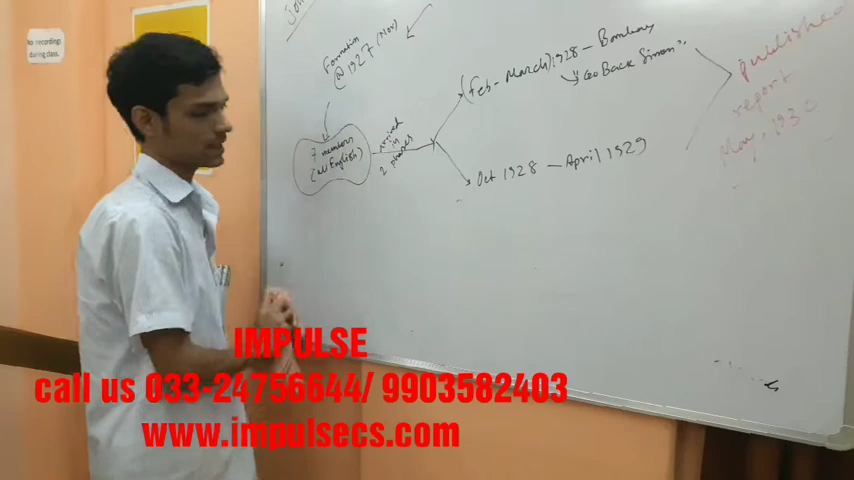 No recordings
during class.
Formation
@ 1927 (Nov)
7 members
(All English)
arrived
in
2 phases
(Feb - March) 1928 - Bombay
"Go Back Simon".
Oct 1928 - April 1929
published
report
May, 1930
IMPULSE
call us 033-24756644/ 9903582403
www.impulsecs.com